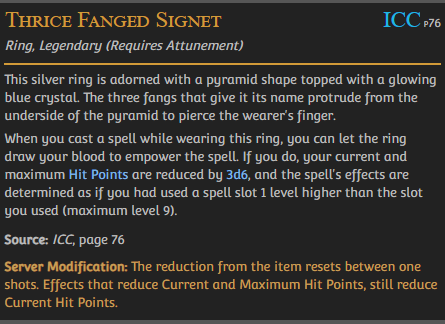 Thrice Fanged Signet ICC p76
Ring, Legendary (Requires Attunement)
This silver ring is adorned with a pyramid shape topped with a glowing
blue crystal. The three fangs that give it its name protrude from the
underside of the pyramid to pierce the wearer's finger.
When you cast a spell while wearing this ring, you can let the ring
draw your blood to empower the spell. If you do, your current and
maximum Hit Points are reduced by 3d6, and the spell's effects are
determined as if you had used a spell slot 1 level higher than the slot
you used (maximum level 9).
Source: ICC, page 76
Server Modification: The reduction from the item resets between one
shots. Effects that reduce Current and Maximum Hit Points, still reduce
Current Hit Points.